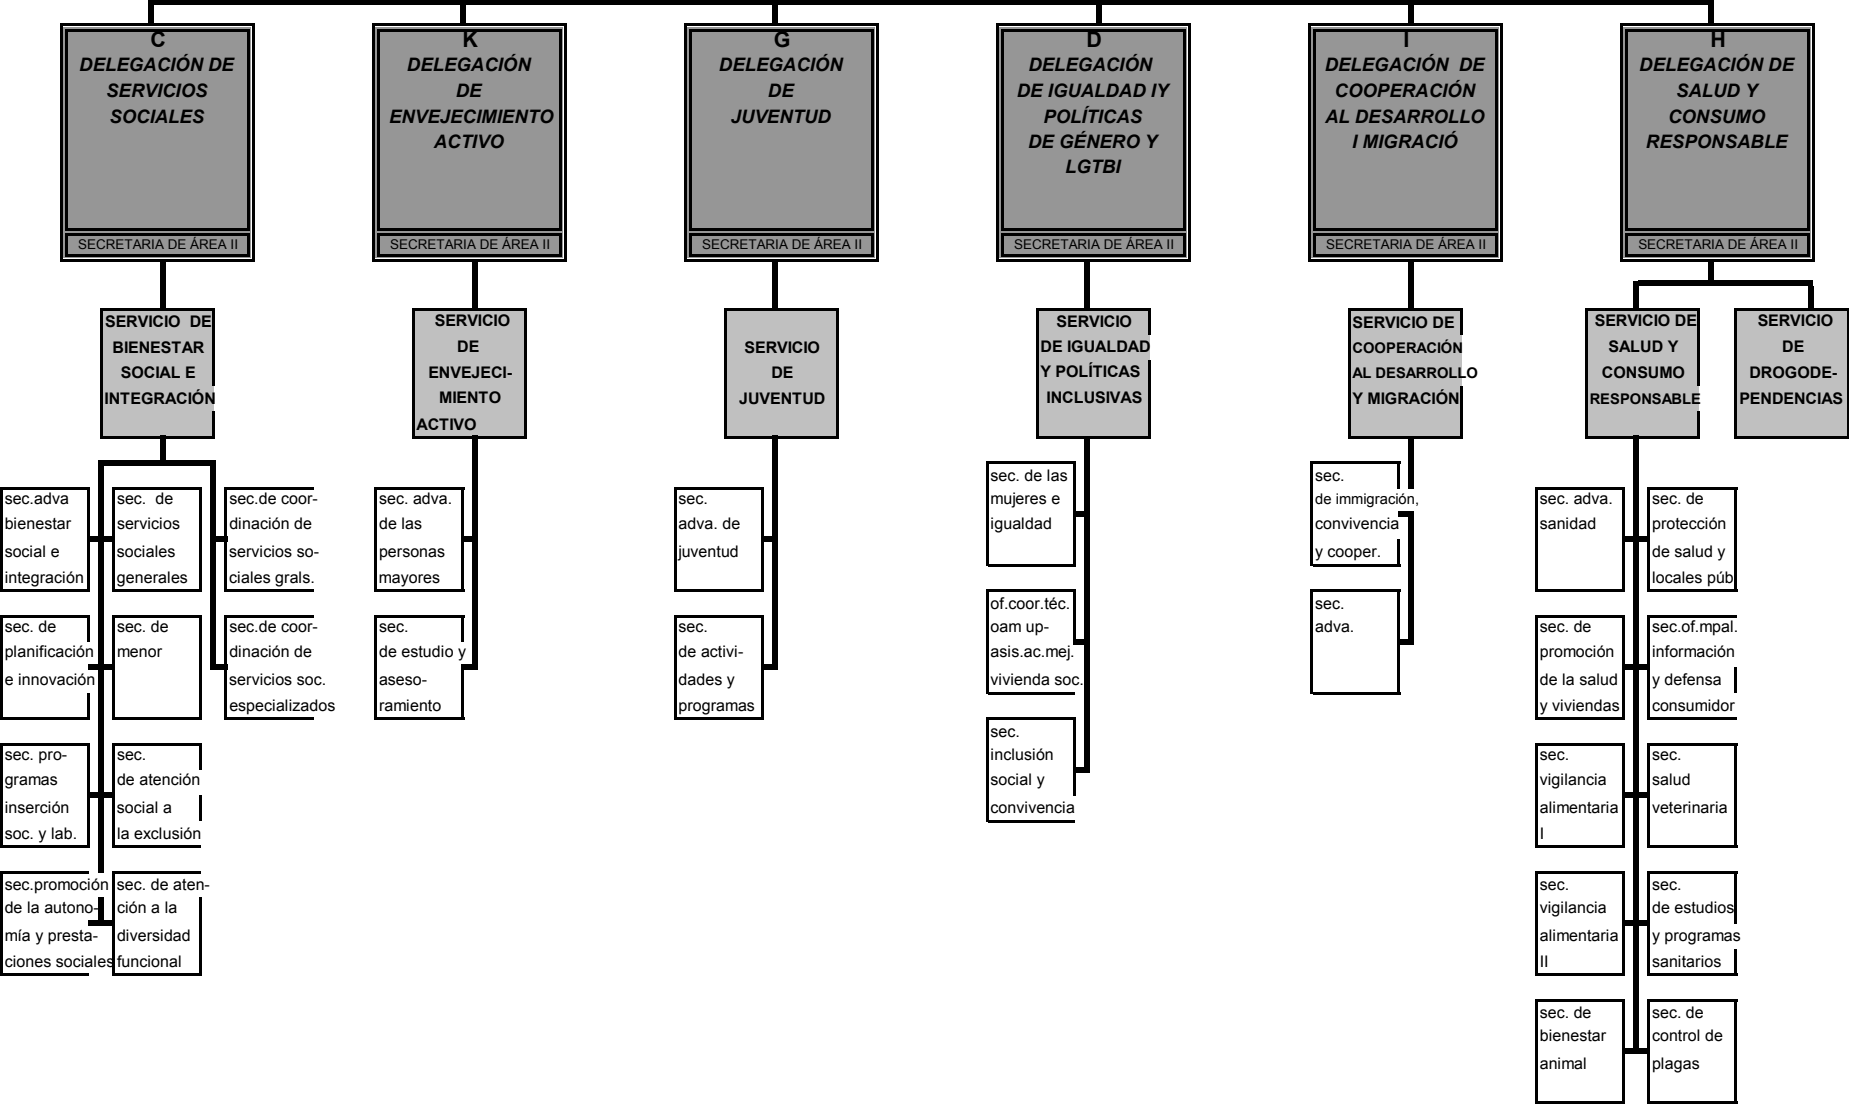 C
DELEGACIÓN DE
SERVICIOS
SOCIALES
SECRETARIA DE ÁREA II
K
DELEGACIÓN
DE
ENVEJECIMIENTO
ACTIVO
SECRETARIA DE ÁREA II
G
DELEGACIÓN
DE
JUVENTUD
SECRETARIA DE ÁREA II
D
DELEGACIÓN
DE IGUALDAD IY
POLÍTICAS
DE GÉNERO Y
LGTBI
SECRETARIA DE ÁREA II
I
DELEGACIÓN DE
COOPERACIÓN
AL DESARROLLO
I MIGRACIÓ
SECRETARIA DE ÁREA II
H
DELEGACIÓN DE
SALUD Y
CONSUMO
RESPONSABLE
SECRETARIA DE ÁREA II
SERVICIO DE
BIENESTAR
SOCIAL E
INTEGRACIÓN
SERVICIO
DE
ENVEJECI-
MIENTO
ACTIVO
SERVICIO
DE
JUVENTUD
SERVICIO
DE IGUALDAD
Y POLÍTICAS
INCLUSIVAS
SERVICIO DE
COOPERACIÓN
AL DESARROLLO
Y MIGRACIÓN
SERVICIO DE
SALUD Y
CONSUMO
RESPONSABLE
SERVICIO
DE
DROGODE-
PENDENCIAS
sec.adva
bienestar
social e
integración
sec. de
servicios
sociales
generales
sec.de coor-
dinación de
servicios so-
ciales grals.
sec. de
planificación
e innovación
sec. de
menor
sec.de coor-
dinación de
servicios soc.
especializados
sec. pro-
gramas
inserción
soc. y lab.
sec.
de atención
social a
la exclusión
sec.promoción
de la autono-
mía y presta-
ciones sociales
sec. de aten-
ción a la
diversidad
funcional
sec. adva.
de las
personas
mayores
sec.
de estudio y
aseso-
ramiento
sec.
adva. de
juventud
sec.
de activi-
dades y
programas
sec. de las
mujeres e
igualdad
of.coor.téc.
oam up-
asis.ac.mej.
vivienda soc.
sec.
inclusión
social y
convivencia
sec.
de immigración,
convivencia
y cooper.
sec.
adva.
sec. adva.
sanidad
sec. de
protección
de salud y
locales púb
sec. de
promoción
de la salud
y viviendas
sec.of.mpal.
información
y defensa
consumidor
sec.
vigilancia
alimentaria
I
sec.
salud
veterinaria
sec.
vigilancia
alimentaria
II
sec.
de estudios
y programas
sanitarios
sec. de
bienestar
animal
sec. de
control de
plagas